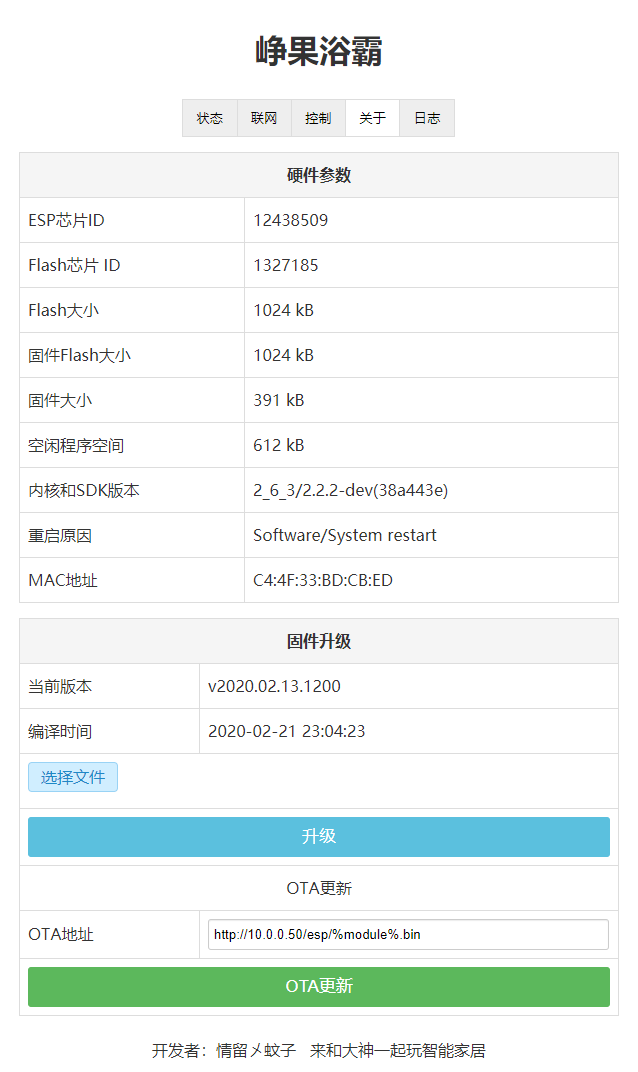 峥果浴霸
状态 联网 控制 关于 日志
硬件参数
ESP芯片ID 12438509
Flash芯片 ID 1327185
Flash大小 1024 kB
固件Flash大小 1024 kB
固件大小 391 kB
空闲程序空间 612 kB
内核和SDK版本 2_6_3/2.2.2-dev(38a443e)
重启原因 Software/System restart
MAC地址 C4:4F:33:BD:CB:ED
固件升级
当前版本 v2020.02.13.1200
编译时间 2020-02-21 23:04:23
选择文件
升级
OTA更新
OTA地址 http://10.0.0.50/esp/%module%.bin
OTA更新
开发者：情留メ蚊子 来和大神一起玩智能家居